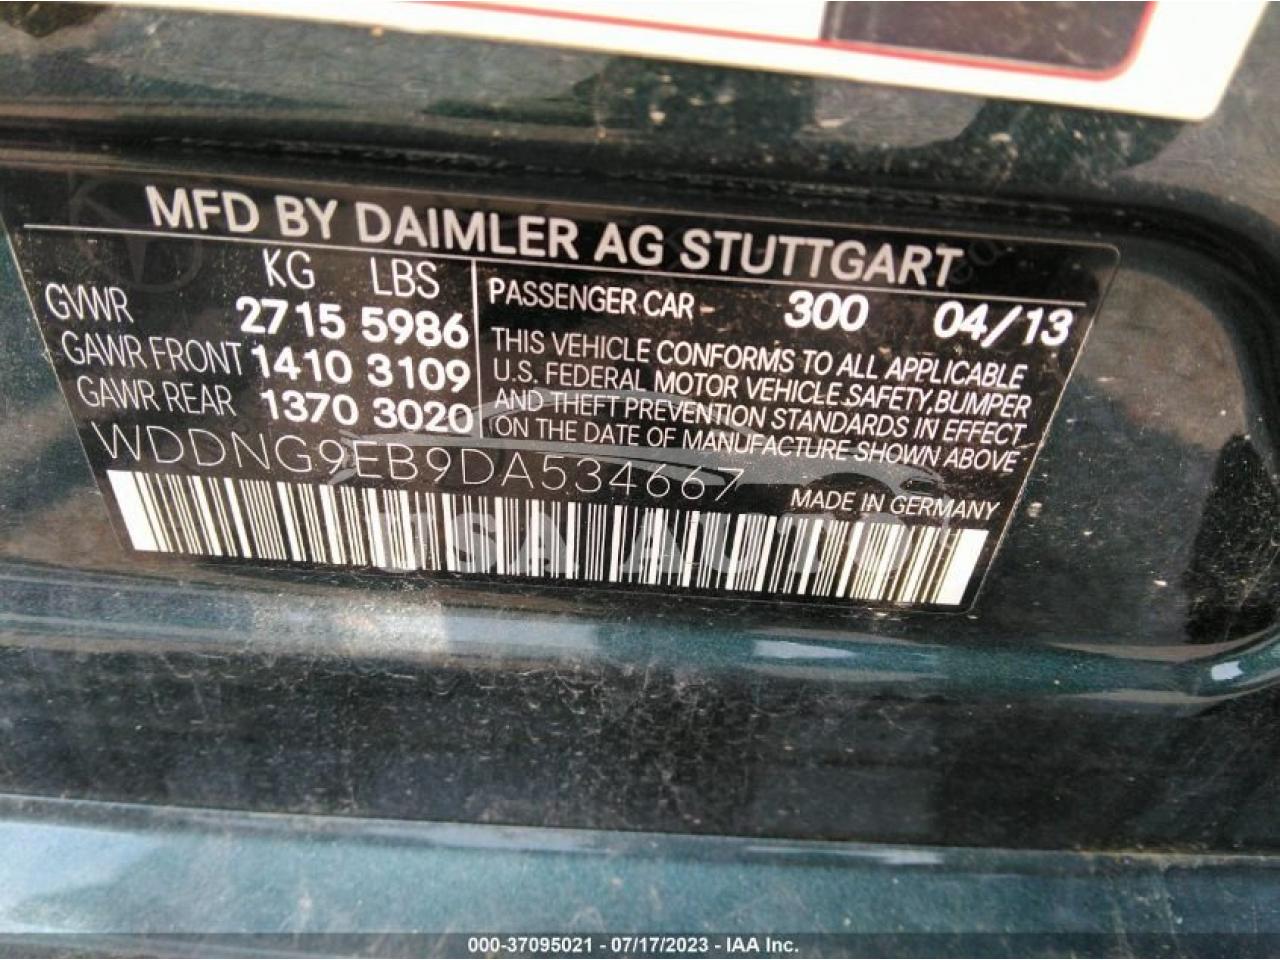 MFD BY DAIMLER AG STUTTGART
KG LBS
GVWR 2715 5986
GAWR FRONT 1410 3109
GAWR REAR 1370 3020
PASSENGER CAR - 300 04/13
THIS VEHICLE CONFORMS TO ALL APPLICABLE
U.S. FEDERAL MOTOR VEHICLE SAFETY, BUMPER
AND THEFT PREVENTION STANDARDS IN EFFECT
ON THE DATE OF MANUFACTURE SHOWN ABOVE
WDDNG9EB9DA534667
MADE IN GERMANY
USA AUTO
000-37095021 - 07/17/2023 - IAA Inc.